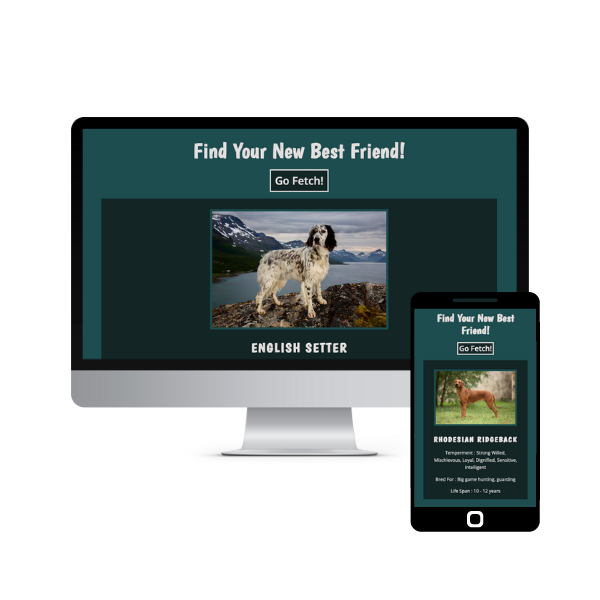 Find Your New Best Friend!
Go Fetch!
ENGLISH SETTER
Find Your New Best
Friend!
Go Fetch!
RHODESIAN RIDGEBACK
Temperment : Strong Willed,
Mischievous, Loyal, Dignified, Sensitive,
Intelligent
Bred For : Big game hunting, guarding
Life Span : 10 - 12 years